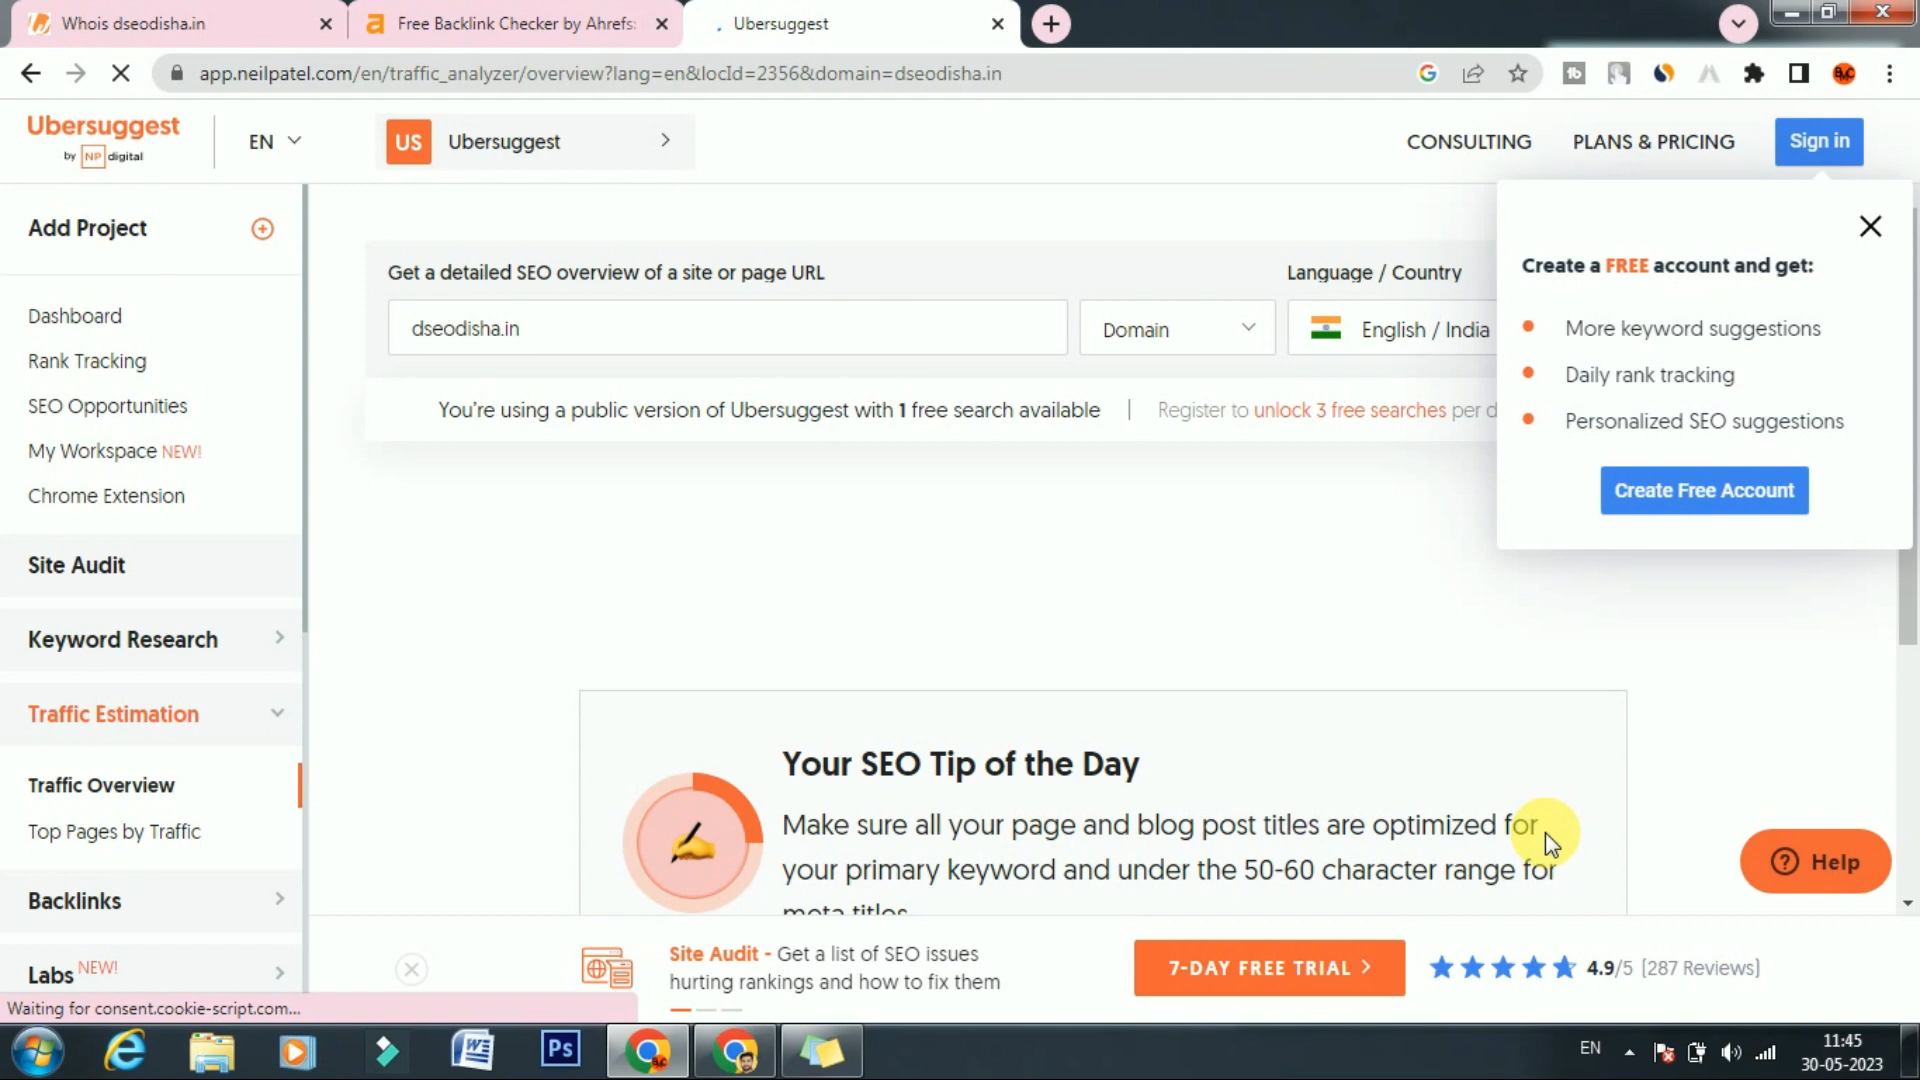 Whois dseodisha.in
Free Backlink Checker by Ahrefs:
Ubersuggest
app.neilpatel.com/en/traffic_analyzer/overview?lang=en&locId=2356&domain=dseodisha.in
Ubersuggest
by NP digital
EN
US Ubersuggest
CONSULTING
PLANS & PRICING
Sign in
Add Project
Dashboard
Rank Tracking
SEO Opportunities
My Workspace NEW!
Chrome Extension
Site Audit
Keyword Research
Traffic Estimation
Traffic Overview
Top Pages by Traffic
Backlinks
Labs NEW!
Get a detailed SEO overview of a site or page URL
Language / Country
dseodisha.in
Domain
English / India
You're using a public version of Ubersuggest with 1 free search available
Register to unlock 3 free searches per d
Create a FREE account and get:
More keyword suggestions
Daily rank tracking
Personalized SEO suggestions
Create Free Account
Your SEO Tip of the Day
Make sure all your page and blog post titles are optimized for
your primary keyword and under the 50-60 character range for
meta titles.
Help
Site Audit - Get a list of SEO issues
hurting rankings and how to fix them
7-DAY FREE TRIAL
4.9/5 [287 Reviews]
Waiting for consent.cookie-script.com...
Ps
EN
11:45
30-05-2023